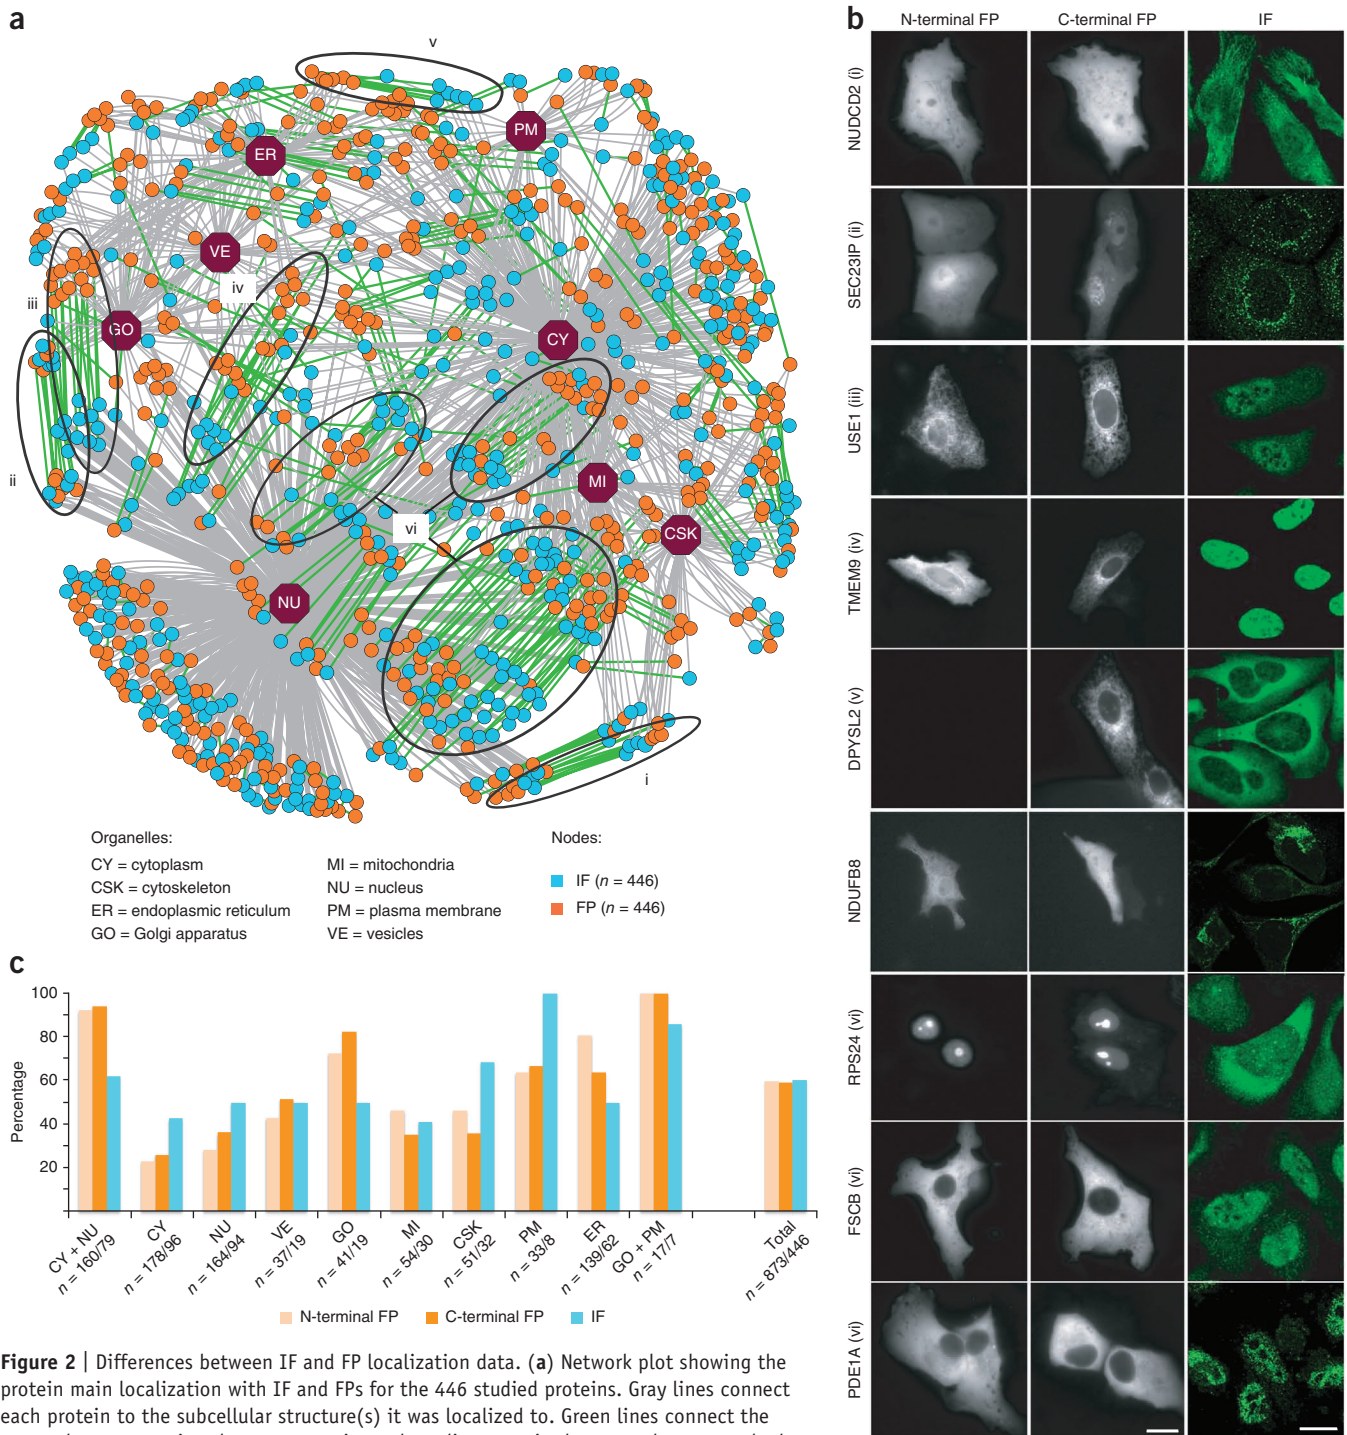 a
v
PM
ER
VE
iv
iii
GO
CY
ii
MI
vi
CSK
NU
i
Organelles:
CY = cytoplasm
CSK = cytoskeleton
ER = endoplasmic reticulum
GO = Golgi apparatus
MI = mitochondria
NU = nucleus
PM = plasma membrane
VE = vesicles
Nodes:
IF (n = 446)
FP (n = 446)
b
N-terminal FP
C-terminal FP
IF
NUDCD2 (i)
SEC23IP (ii)
USE1 (iii)
TMEM9 (iv)
DPYSL2 (v)
NDUFB8
RPS24 (vi)
FSCB (vi)
PDE1A (vi)
c
Percentage
100
80
60
40
20
CY + NU
n = 160/79
CY
n = 178/96
NU
n = 164/94
VE
n = 37/19
GO
n = 41/19
MI
n = 54/30
CSK
n = 51/32
PM
n = 33/8
ER
n = 139/62
GO + PM
n = 17/7
Total
n = 873/446
N-terminal FP
C-terminal FP
IF
Figure 2 | Differences between IF and FP localization data. (a) Network plot showing the
protein main localization with IF and FPs for the 446 studied proteins. Gray lines connect
each protein to the subcellular structure(s) it was localized to. Green lines connect the